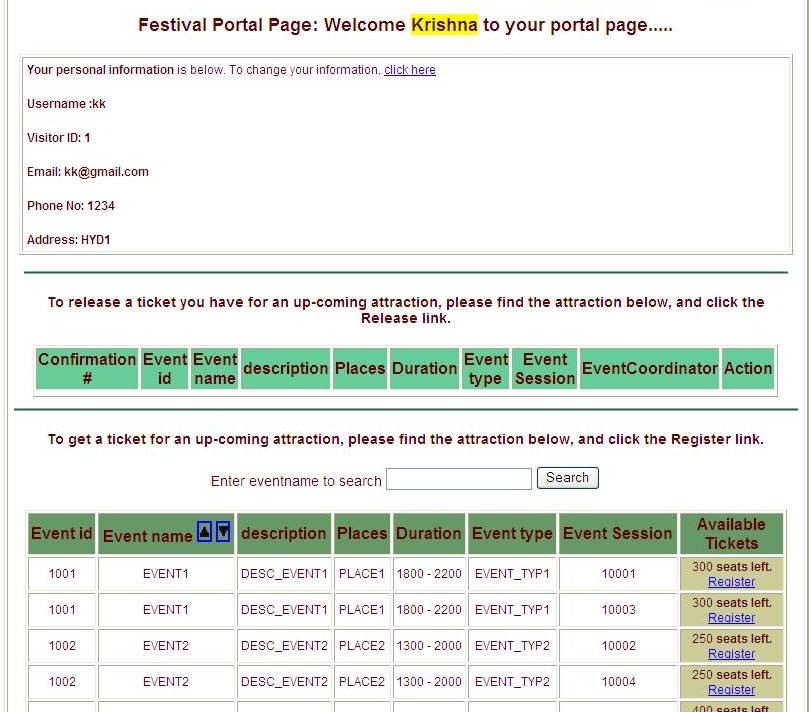 Festival Portal Page: Welcome Krishna to your portal page.....
Your personal information is below. To change your information, click here
Username :kk
Visitor ID: 1
Email: kk@gmail.com
Phone No: 1234
Address: HYD1
To release a ticket you have for an up-coming attraction, please find the attraction below, and click the
Release link.
Confirmation # Event id Event name description Places Duration Event type Event Session EventCoordinator Action
To get a ticket for an up-coming attraction, please find the attraction below, and click the Register link.
Enter eventname to search Search
Event id Event name description Places Duration Event type Event Session Available Tickets
1001 EVENT1 DESC_EVENT1 PLACE1 1800 - 2200 EVENT_TYP1 10001 300 seats left. Register
1001 EVENT1 DESC_EVENT1 PLACE1 1800 - 2200 EVENT_TYP1 10003 300 seats left. Register
1002 EVENT2 DESC_EVENT2 PLACE2 1300 - 2000 EVENT_TYP2 10002 250 seats left. Register
1002 EVENT2 DESC_EVENT2 PLACE2 1300 - 2000 EVENT_TYP2 10004 250 seats left. Register
400 seats left.